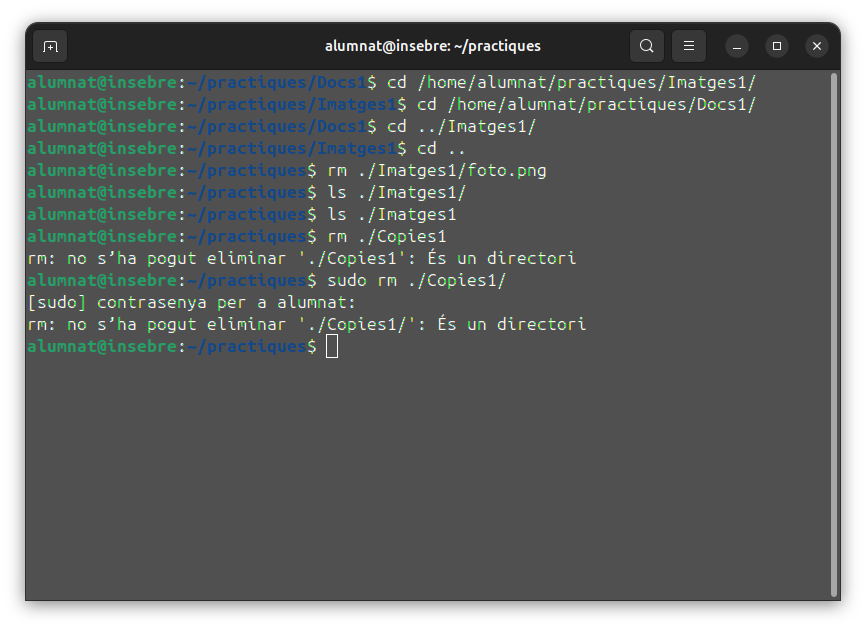 alumnat@insebre: ~/practiques
alumnat@insebre:~/practiques/Docs1$ cd /home/alumnat/practiques/Imatges1/
alumnat@insebre:~/practiques/Imatges1$ cd /home/alumnat/practiques/Docs1/
alumnat@insebre:~/practiques/Docs1$ cd ../Imatges1/
alumnat@insebre:~/practiques/Imatges1$ cd ..
alumnat@insebre:~/practiques$ rm ./Imatges1/foto.png
alumnat@insebre:~/practiques$ ls ./Imatges1/
alumnat@insebre:~/practiques$ ls ./Imatges1
alumnat@insebre:~/practiques$ rm ./Copies1
rm: no s’ha pogut eliminar './Copies1': És un directori
alumnat@insebre:~/practiques$ sudo rm ./Copies1/
[sudo] contrasenya per a alumnat:
rm: no s’ha pogut eliminar './Copies1/': És un directori
alumnat@insebre:~/practiques$